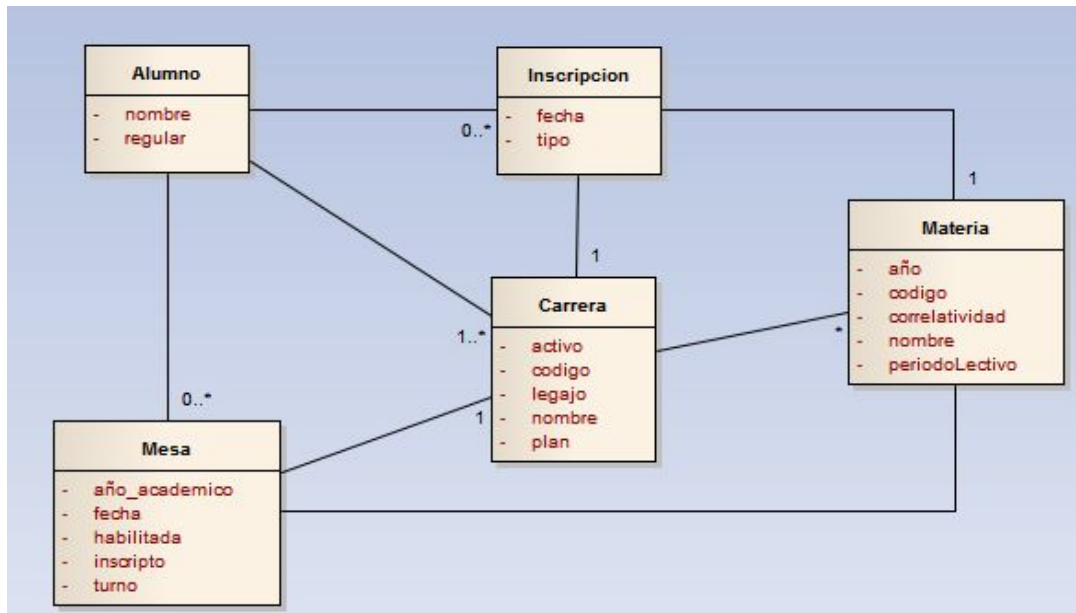 Alumno
- nombre
- regular
Inscripcion
- fecha
- tipo
0..*
1
Materia
- año
- codigo
- correlatividad
- nombre
- periodoLectivo
1
Carrera
- activo
- codigo
- legajo
- nombre
- plan
1..*
*
1
0..*
Mesa
- año_academico
- fecha
- habilitada
- inscripto
- turno